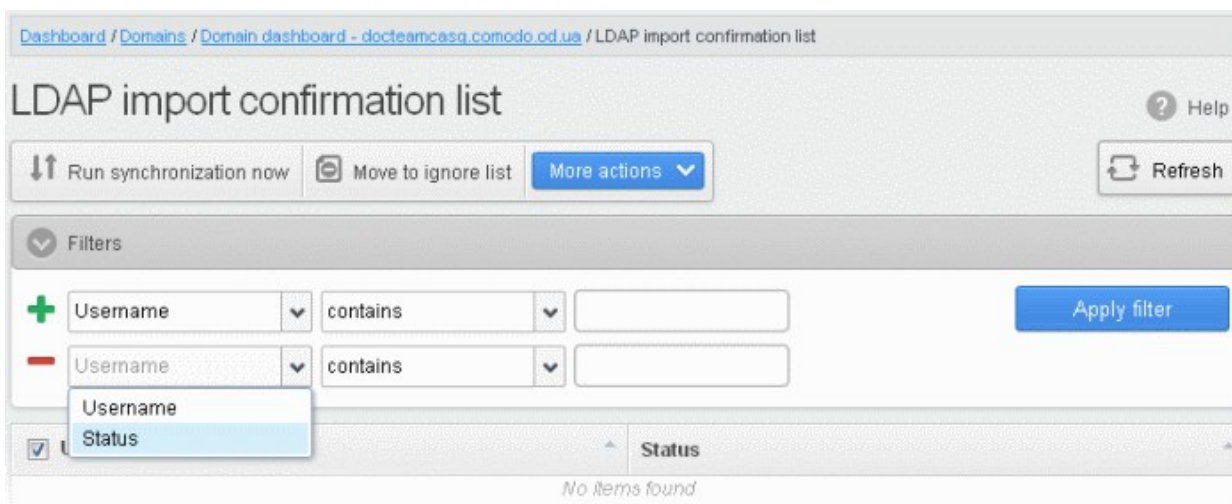 Dashboard / Domains / Domain dashboard - docteamcasg.comodo.od.ua / LDAP import confirmation list
LDAP import confirmation list
Help
Run synchronization now Move to ignore list More actions Refresh
Filters
Username contains Apply filter
Username contains
Username
Status
Status
No items found